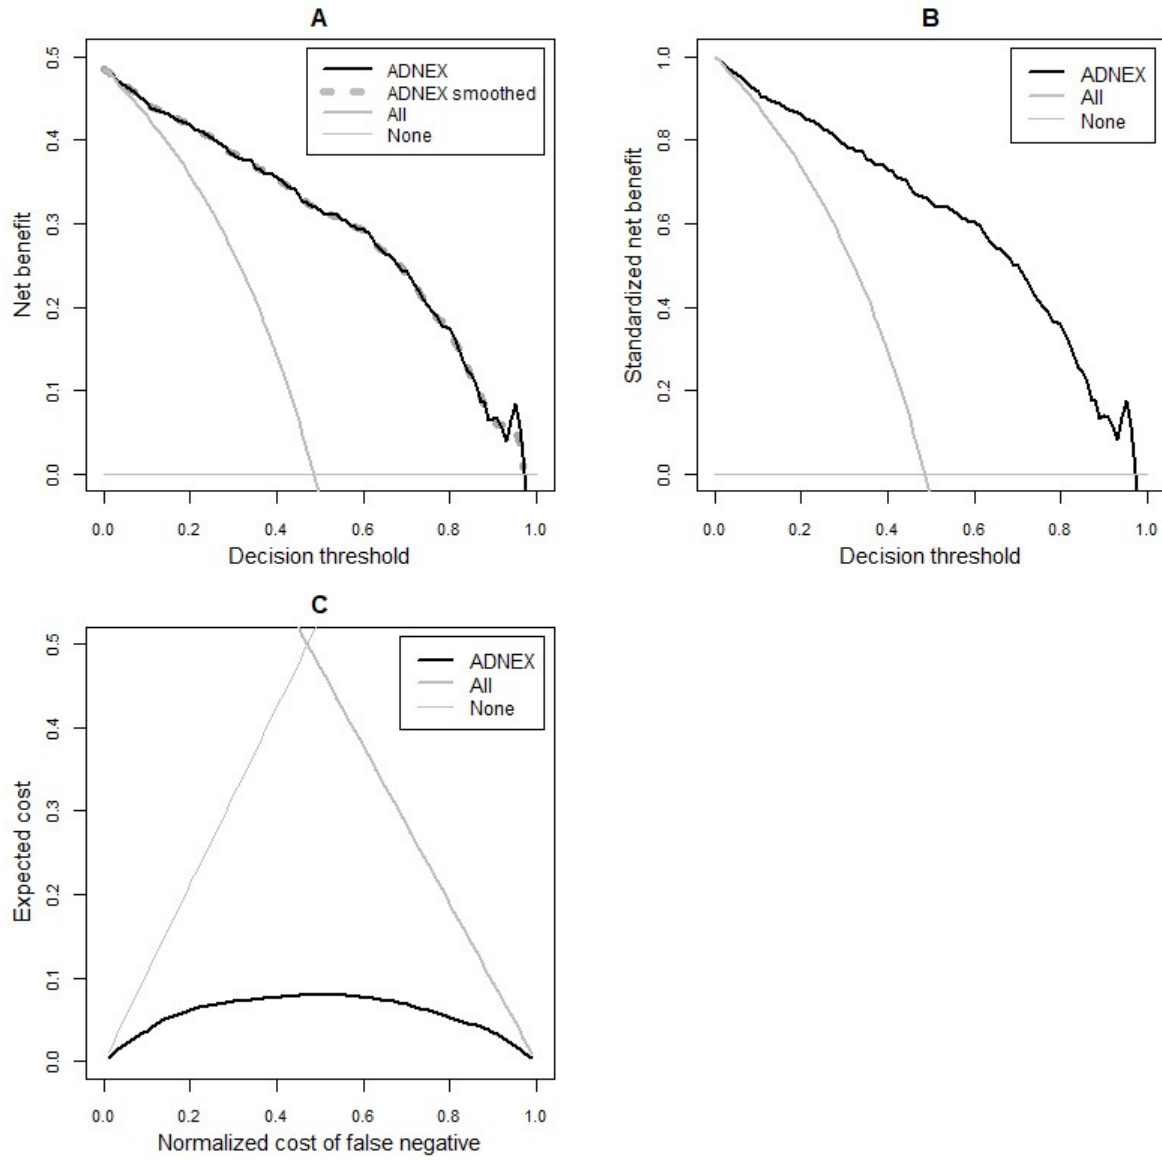 A
Net benefit
0.5
0.4
0.3
0.2
0.1
0.0
ADNEX
ADNEX smoothed
All
None
0.0 0.2 0.4 0.6 0.8 1.0
Decision threshold
B
Standardized net benefit
1.0
0.8
0.6
0.4
0.2
0.0
ADNEX
All
None
0.0 0.2 0.4 0.6 0.8 1.0
Decision threshold
C
Expected cost
0.5
0.4
0.3
0.2
0.1
0.0
ADNEX
All
None
0.0 0.2 0.4 0.6 0.8 1.0
Normalized cost of false negative